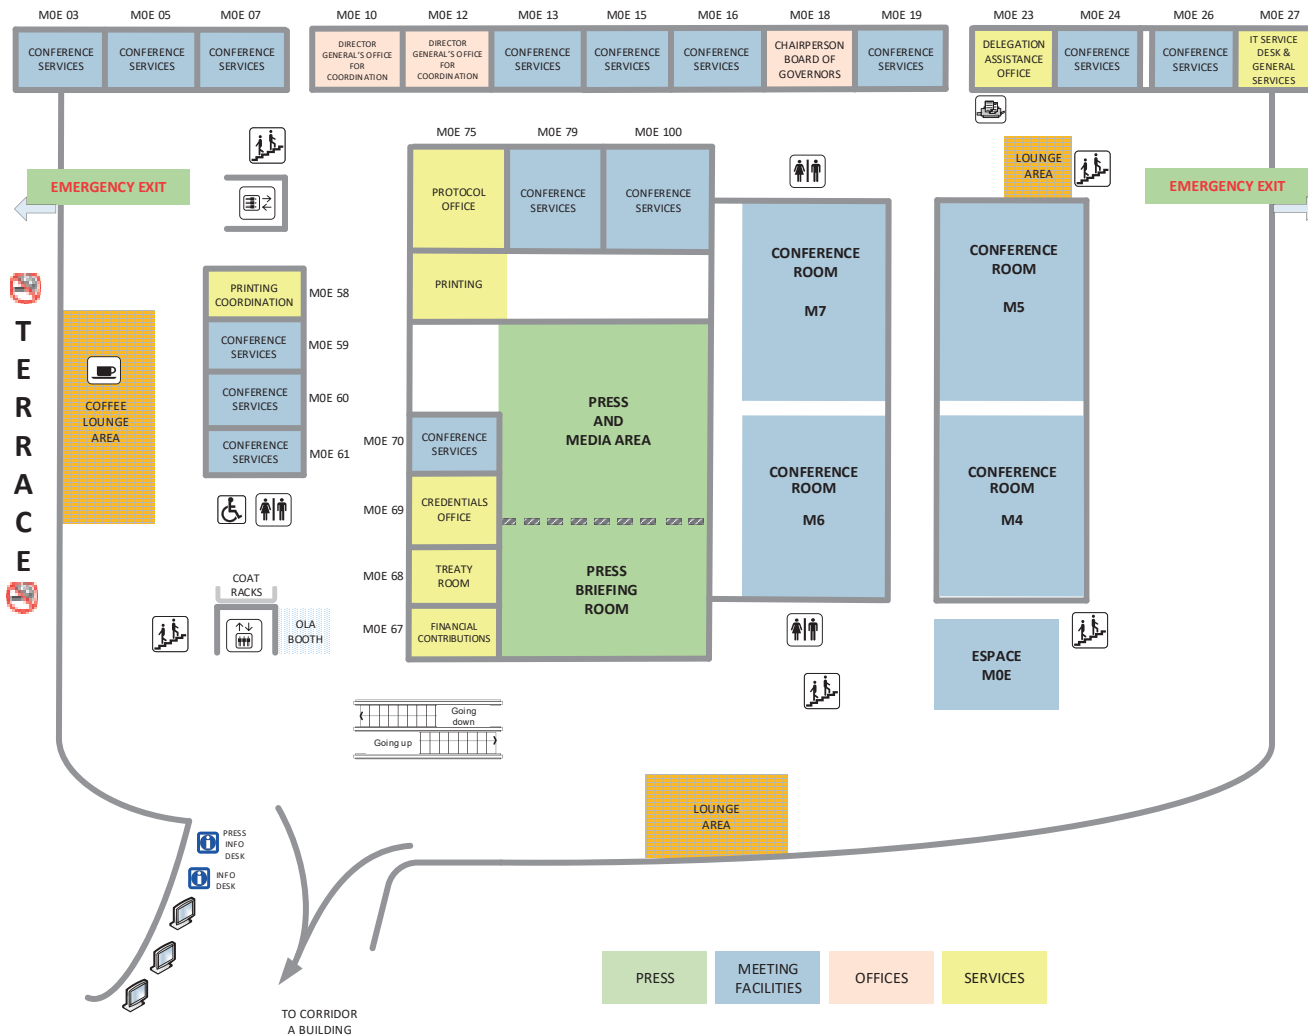 M0E 03
M0E 05
M0E 07
M0E 10
M0E 12
M0E 13
M0E 15
M0E 16
M0E 18
M0E 19
M0E 23
M0E 24
M0E 26
M0E 27
CONFERENCE
SERVICES
CONFERENCE
SERVICES
CONFERENCE
SERVICES
DIRECTOR
GENERAL'S OFFICE
FOR
COORDINATION
DIRECTOR
GENERAL'S OFFICE
FOR
COORDINATION
CONFERENCE
SERVICES
CONFERENCE
SERVICES
CONFERENCE
SERVICES
CHAIRPERSON
BOARD OF
GOVERNORS
CONFERENCE
SERVICES
DELEGATION
ASSISTANCE
OFFICE
CONFERENCE
SERVICES
CONFERENCE
SERVICES
IT SERVICE
DESK &
GENERAL
SERVICES
M0E 75
M0E 79
M0E 100
EMERGENCY EXIT
PROTOCOL
OFFICE
CONFERENCE
SERVICES
CONFERENCE
SERVICES
LOUNGE
AREA
EMERGENCY EXIT
PRINTING
COORDINATION
M0E 58
PRINTING
CONFERENCE
ROOM
M7
CONFERENCE
ROOM
M5
TERRACE
CONFERENCE
SERVICES
M0E 59
CONFERENCE
SERVICES
M0E 60
CONFERENCE
SERVICES
M0E 61
COFFEE
LOUNGE
AREA
PRESS
AND
MEDIA AREA
M0E 70
CONFERENCE
SERVICES
M0E 69
CREDENTIALS
OFFICE
CONFERENCE
ROOM
M6
CONFERENCE
ROOM
M4
M0E 68
TREATY
ROOM
PRESS
BRIEFING
ROOM
COAT
RACKS
OLA
BOOTH
M0E 67
FINANCIAL
CONTRIBUTIONS
ESPACE
M0E
Going
down
Going up
LOUNGE
AREA
PRESS
INFO
DESK
INFO
DESK
TO CORRIDOR
A BUILDING
PRESS
MEETING
FACILITIES
OFFICES
SERVICES